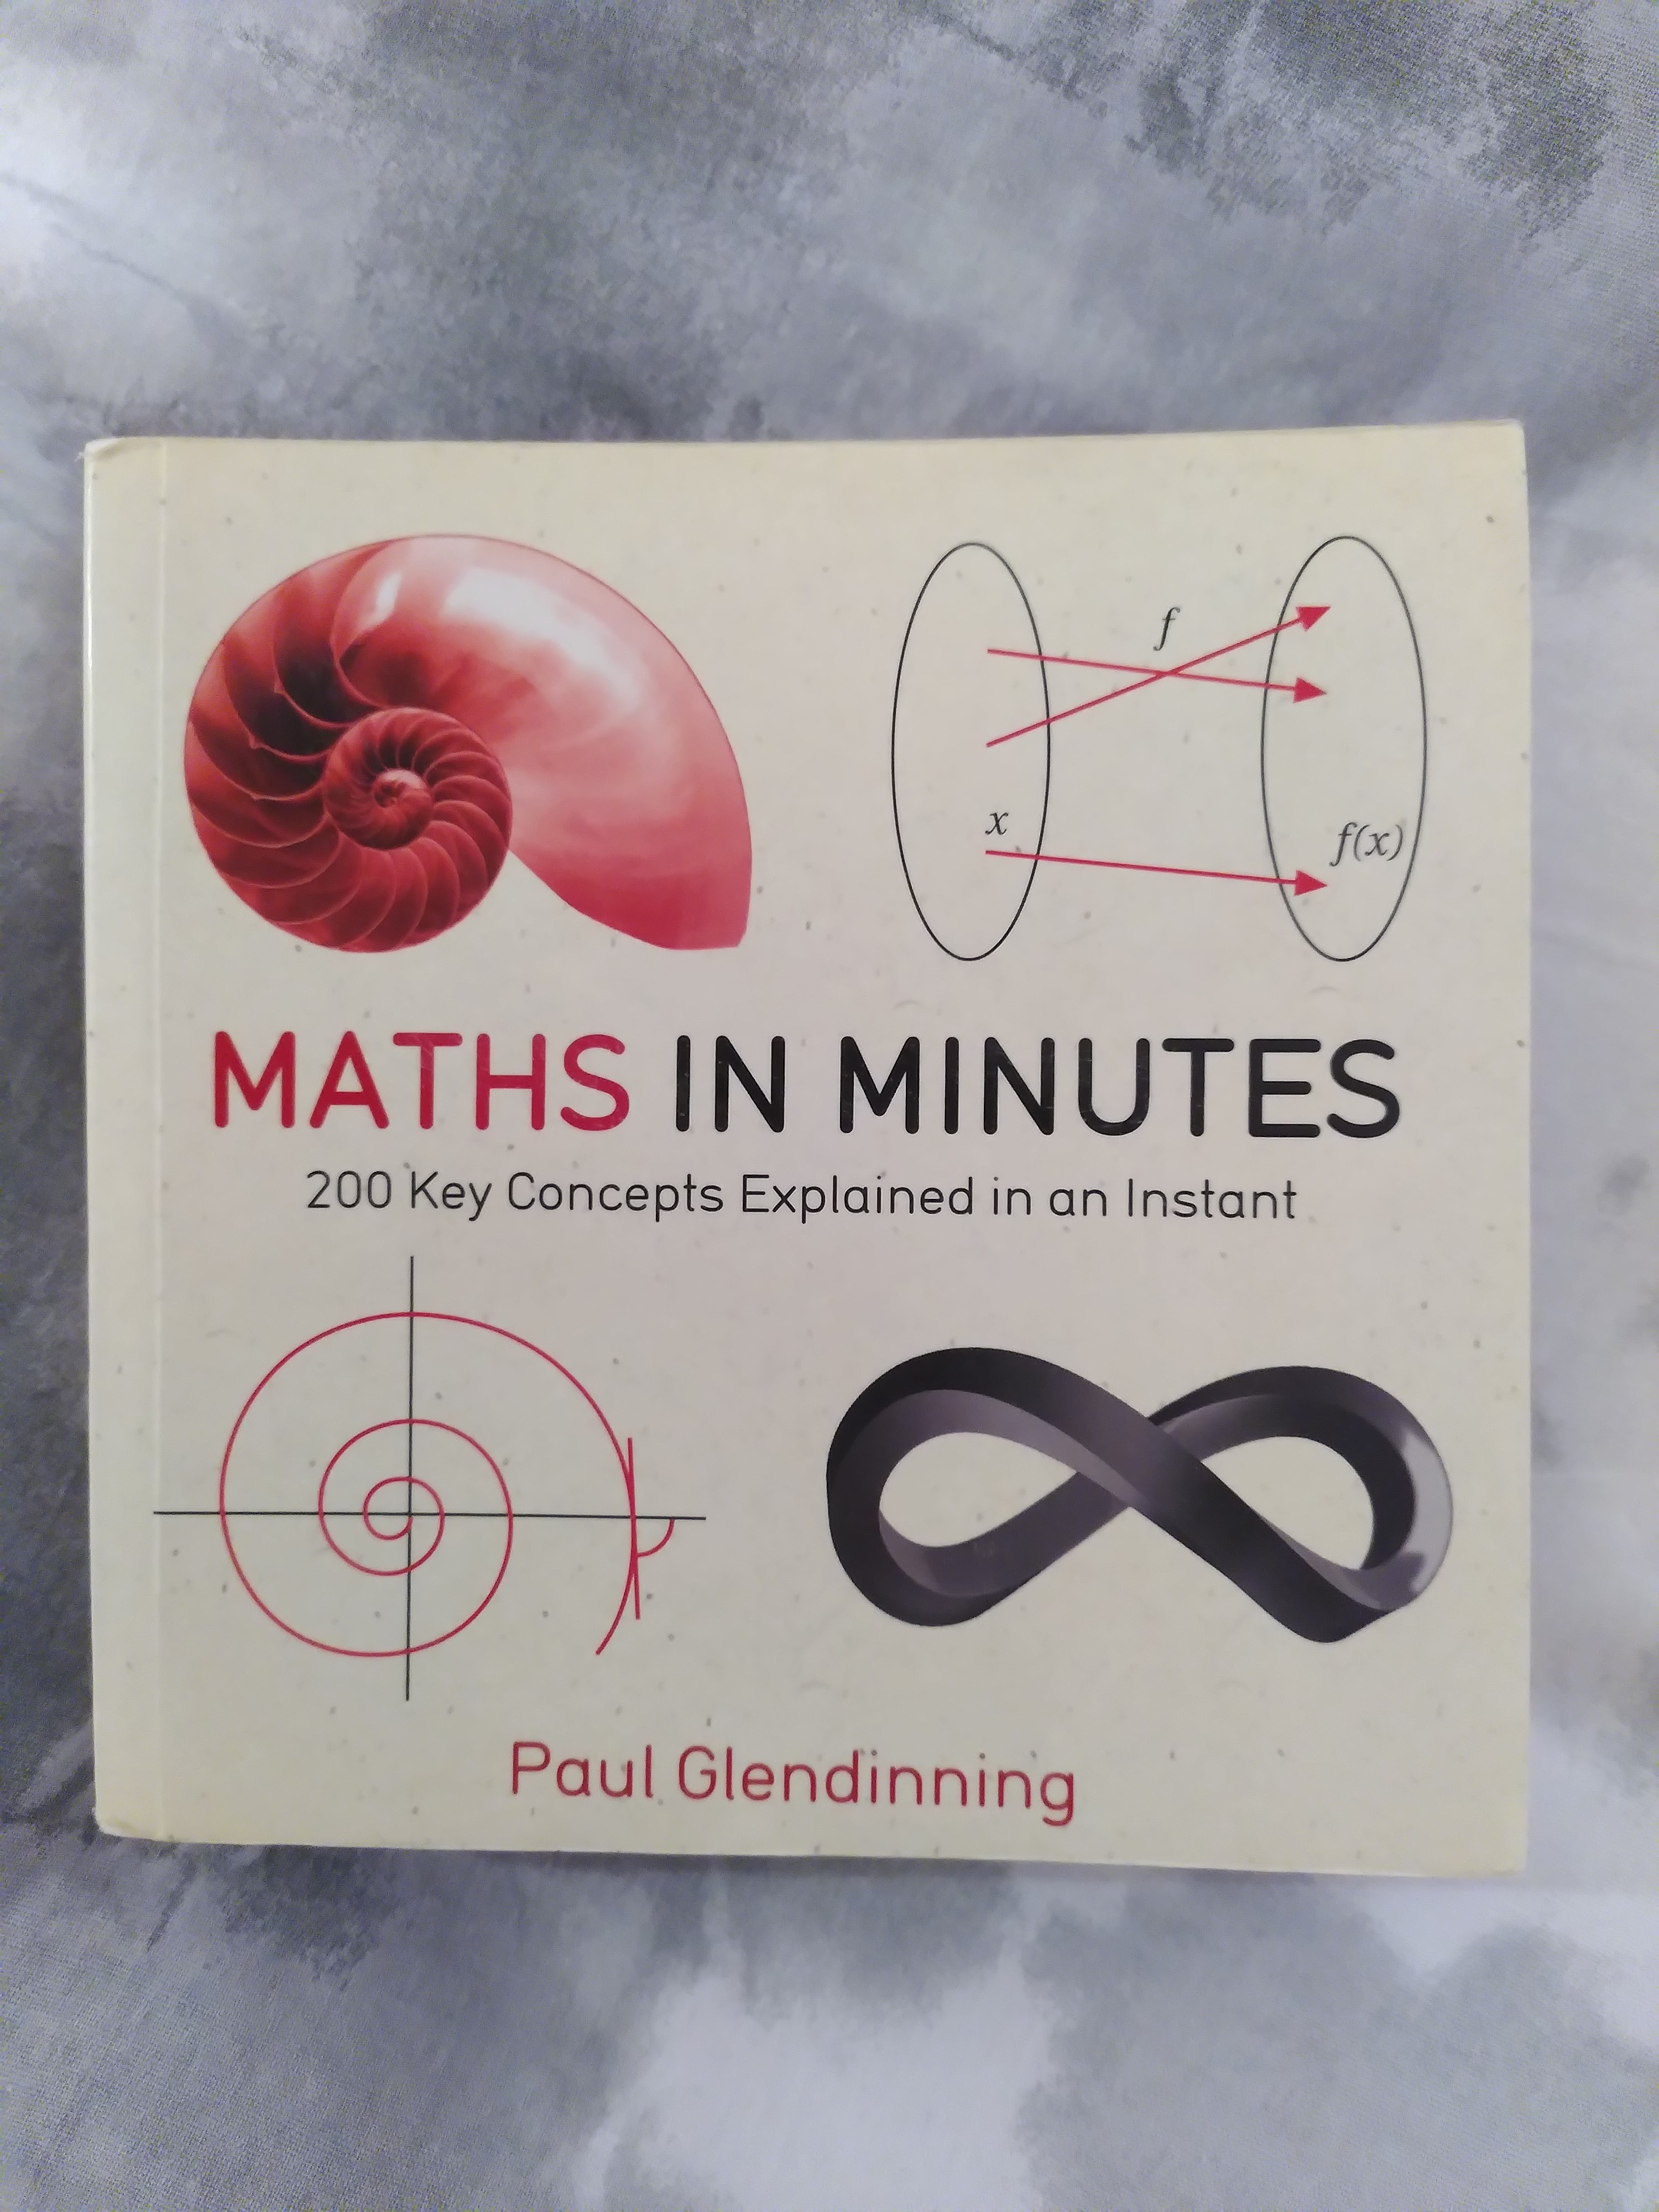 f
x
f(x)
MATHS IN MINUTES
200 Key Concepts Explained in an Instant
Paul Glendinning